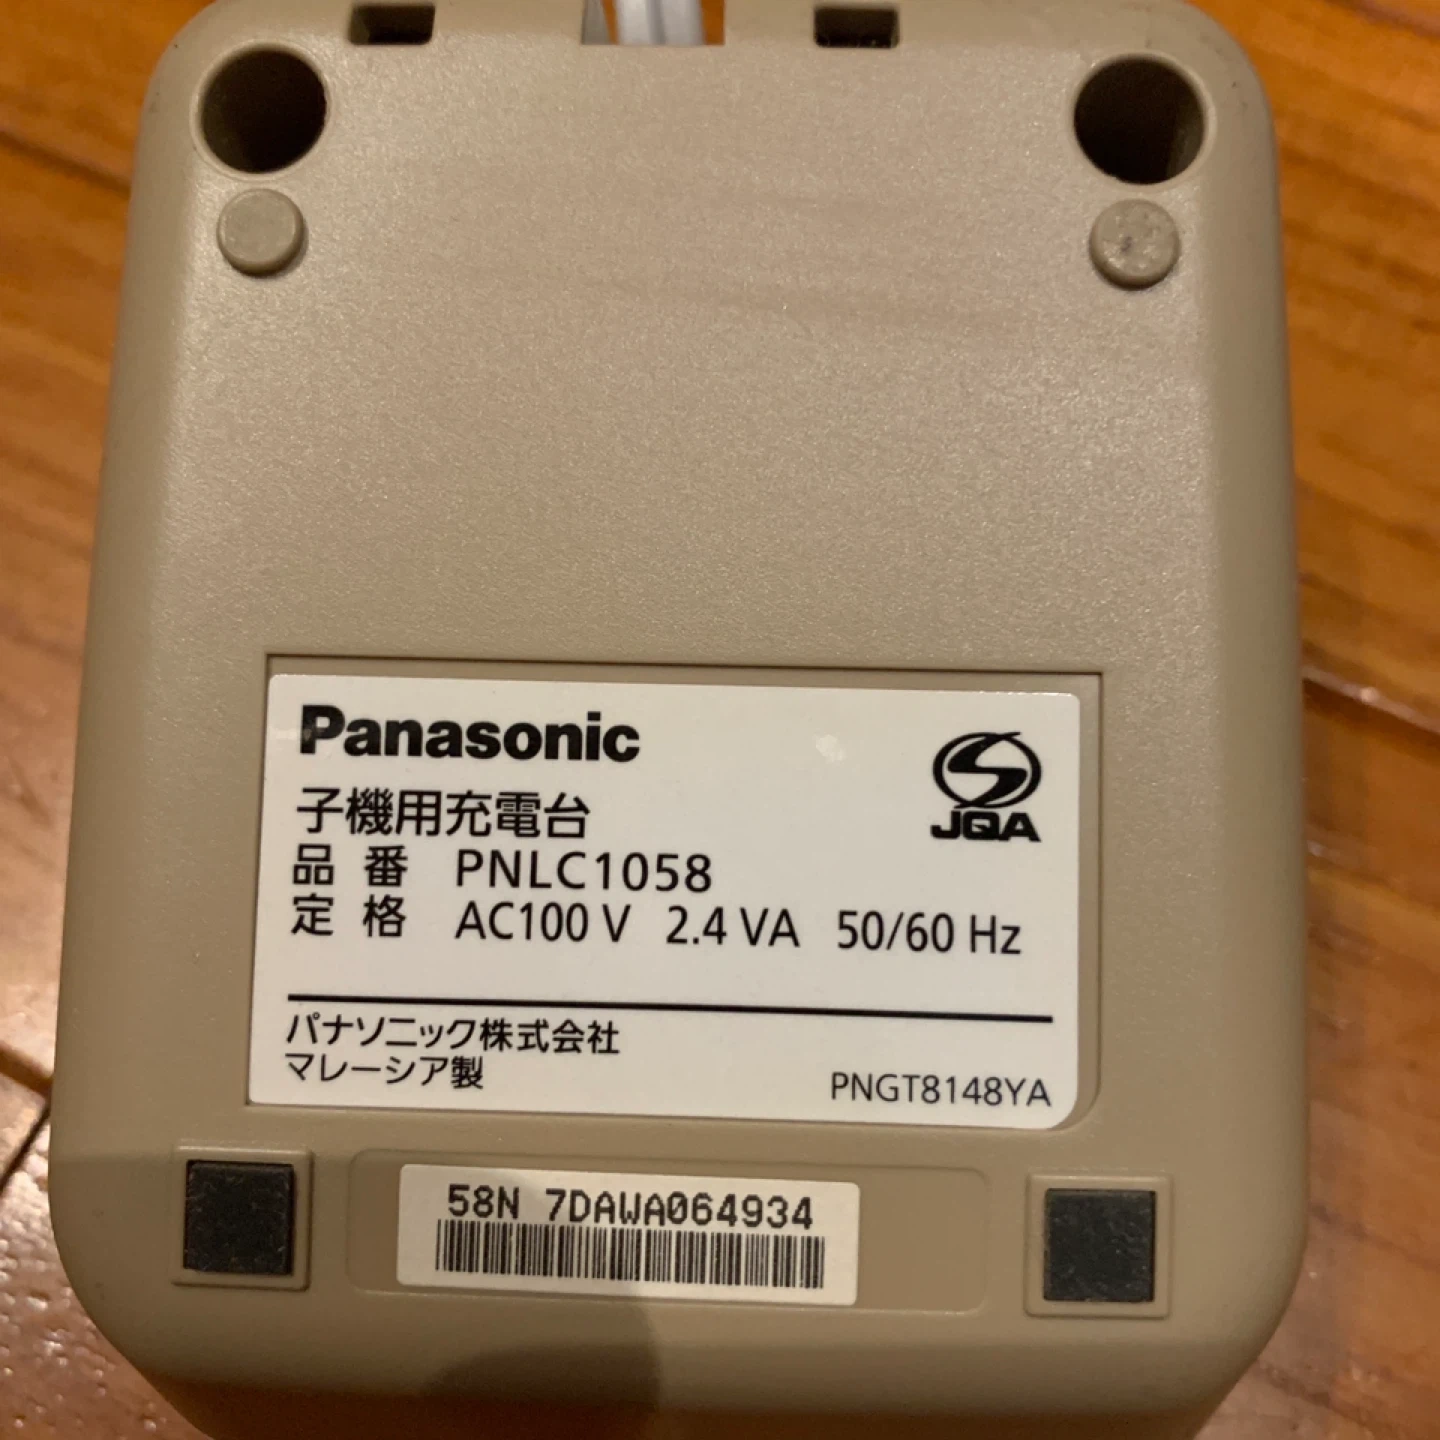 Panasonic
JQA
子機用充電台
品番 PNLC1058
定格 AC100 V 2.4 VA 50/60 Hz
パナソニック株式会社
マレーシア製
PNGT8148YA
58N 7DAWA064934